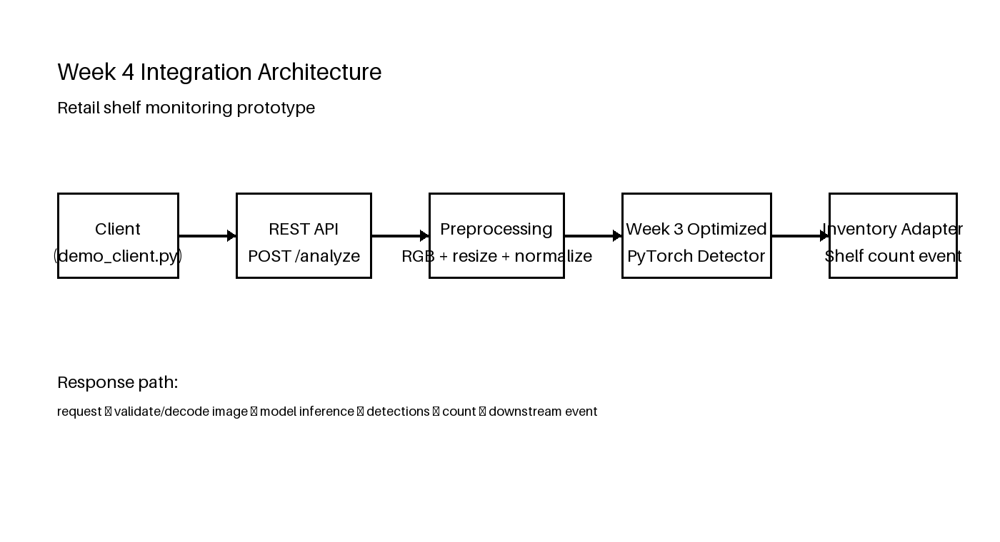 Week 4 Integration Architecture
Retail shelf monitoring prototype
Client
(demo_client.py)
REST API
POST /analyze
Preprocessing
RGB + resize + normalize
Week 3 Optimized
PyTorch Detector
Inventory Adapter
Shelf count event
Response path:
request validate/decode image model inference detections count downstream event